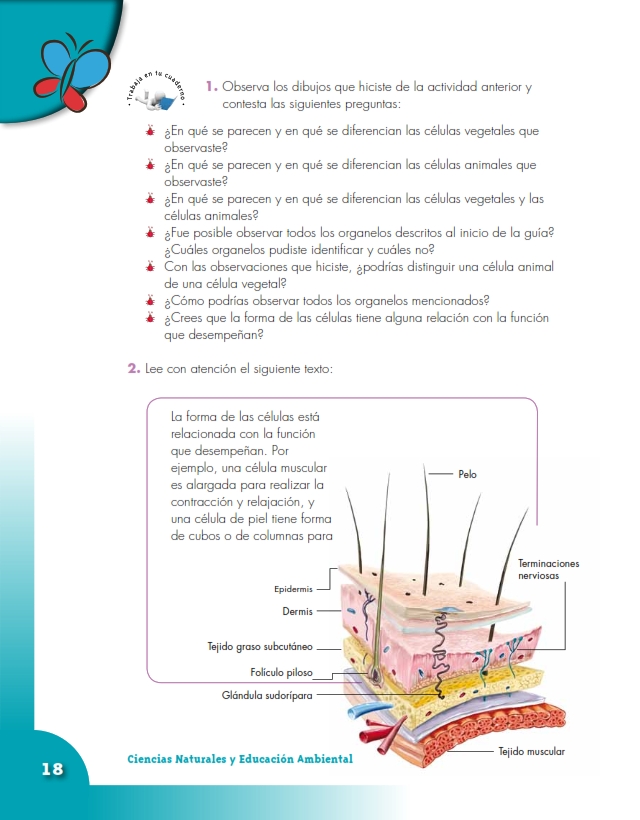 • Trabaja en tu cuaderno •
1. Observa los dibujos que hiciste de la actividad anterior y
contesta las siguientes preguntas:
¿En qué se parecen y en qué se diferencian las células vegetales que
observaste?
¿En qué se parecen y en qué se diferencian las células animales que
observaste?
¿En qué se parecen y en qué se diferencian las células vegetales y las
células animales?
¿Fue posible observar todos los organelos descritos al inicio de la guía?
¿Cuáles organelos pudiste identificar y cuáles no?
Con las observaciones que hiciste, ¿podrías distinguir una célula animal
de una célula vegetal?
¿Cómo podrías observar todos los organelos mencionados?
¿Crees que la forma de las células tiene alguna relación con la función
que desempeñan?
2. Lee con atención el siguiente texto:
La forma de las células está
relacionada con la función
que desempeñan. Por
ejemplo, una célula muscular
es alargada para realizar la
contracción y relajación, y
una célula de piel tiene forma
de cubos o de columnas para
Pelo
Terminaciones
nerviosas
Epidermis
Dermis
Tejido graso subcutáneo
Folículo piloso
Glándula sudorípara
Tejido muscular
Ciencias Naturales y Educación Ambiental
18